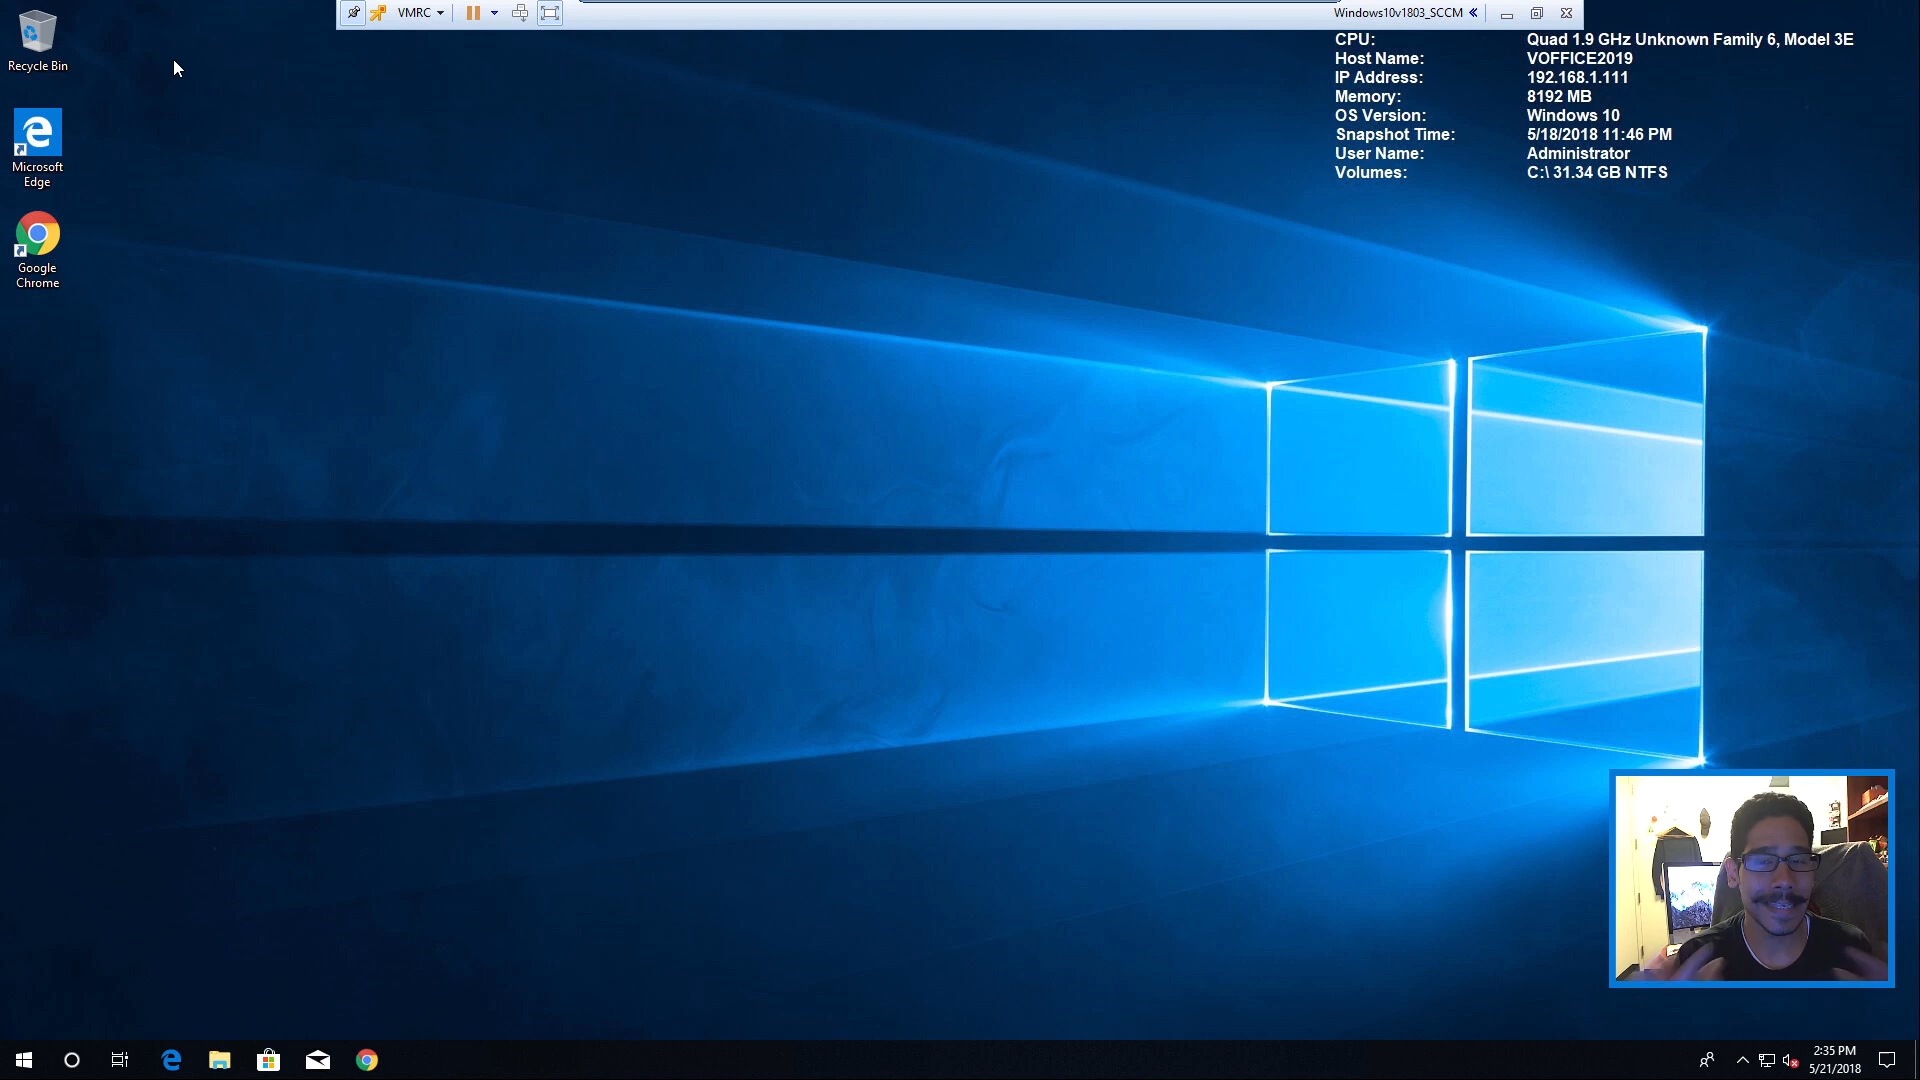 VMRC
Windows10v1803_SCCM
Recycle Bin
Microsoft
Edge
Google
Chrome
CPU: Quad 1.9 GHz Unknown Family 6, Model 3E
Host Name: VOFFICE2019
IP Address: 192.168.1.111
Memory: 8192 MB
OS Version: Windows 10
Snapshot Time: 5/18/2018 11:46 PM
User Name: Administrator
Volumes: C:\ 31.34 GB NTFS
2:35 PM
5/21/2018